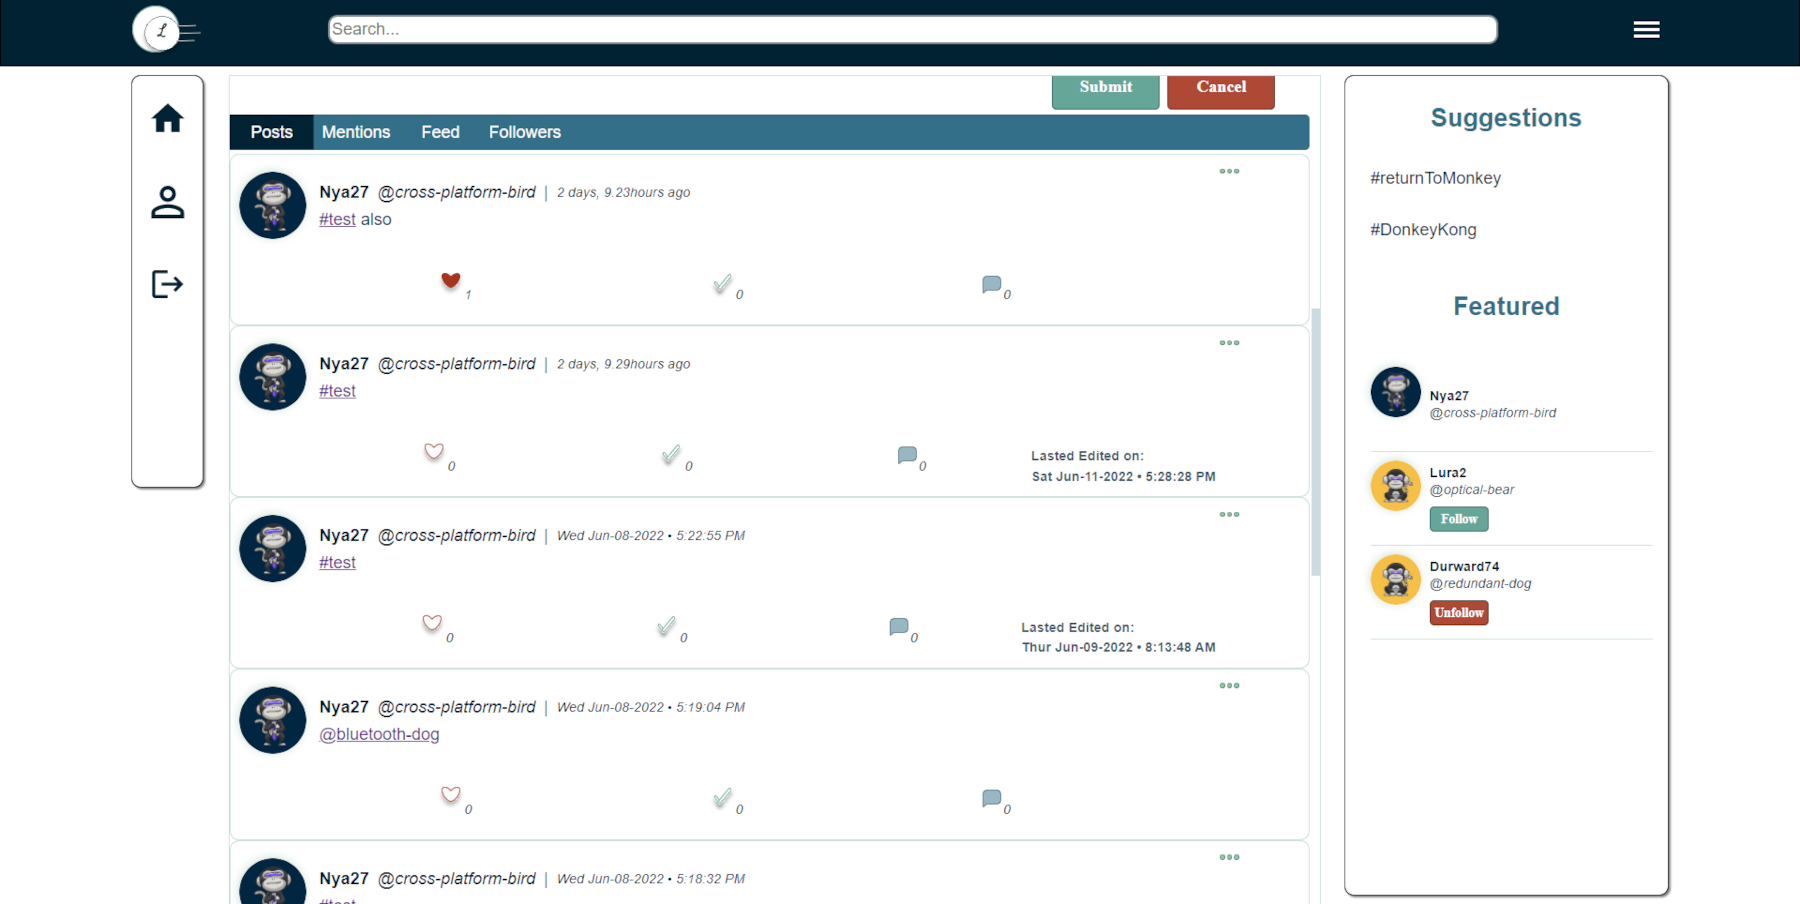 L
Search...
Submit Cancel
Posts Mentions Feed Followers
Nya27 @cross-platform-bird | 2 days, 9.23hours ago
#test also
1 0 0
Nya27 @cross-platform-bird | 2 days, 9.29hours ago
#test
0 0 0
Lasted Edited on:
Sat Jun-11-2022 • 5:28:28 PM
Nya27 @cross-platform-bird | Wed Jun-08-2022 • 5:22:55 PM
#test
0 0 0
Lasted Edited on:
Thur Jun-09-2022 • 8:13:48 AM
Nya27 @cross-platform-bird | Wed Jun-08-2022 • 5:19:04 PM
@bluetooth-dog
0 0 0
Nya27 @cross-platform-bird | Wed Jun-08-2022 • 5:18:32 PM
#test
Suggestions
#returnToMonkey
#DonkeyKong
Featured
Nya27
@cross-platform-bird
Lura2
@optical-bear
Follow
Durward74
@redundant-dog
Unfollow